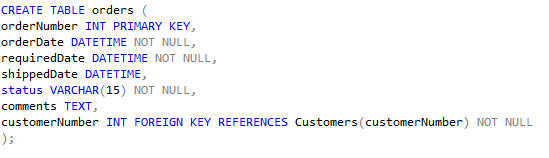 CREATE TABLE orders (
orderNumber INT PRIMARY KEY,
orderDate DATETIME NOT NULL,
requiredDate DATETIME NOT NULL,
shippedDate DATETIME,
status VARCHAR(15) NOT NULL,
comments TEXT,
customerNumber INT FOREIGN KEY REFERENCES Customers(customerNumber) NOT NULL
);